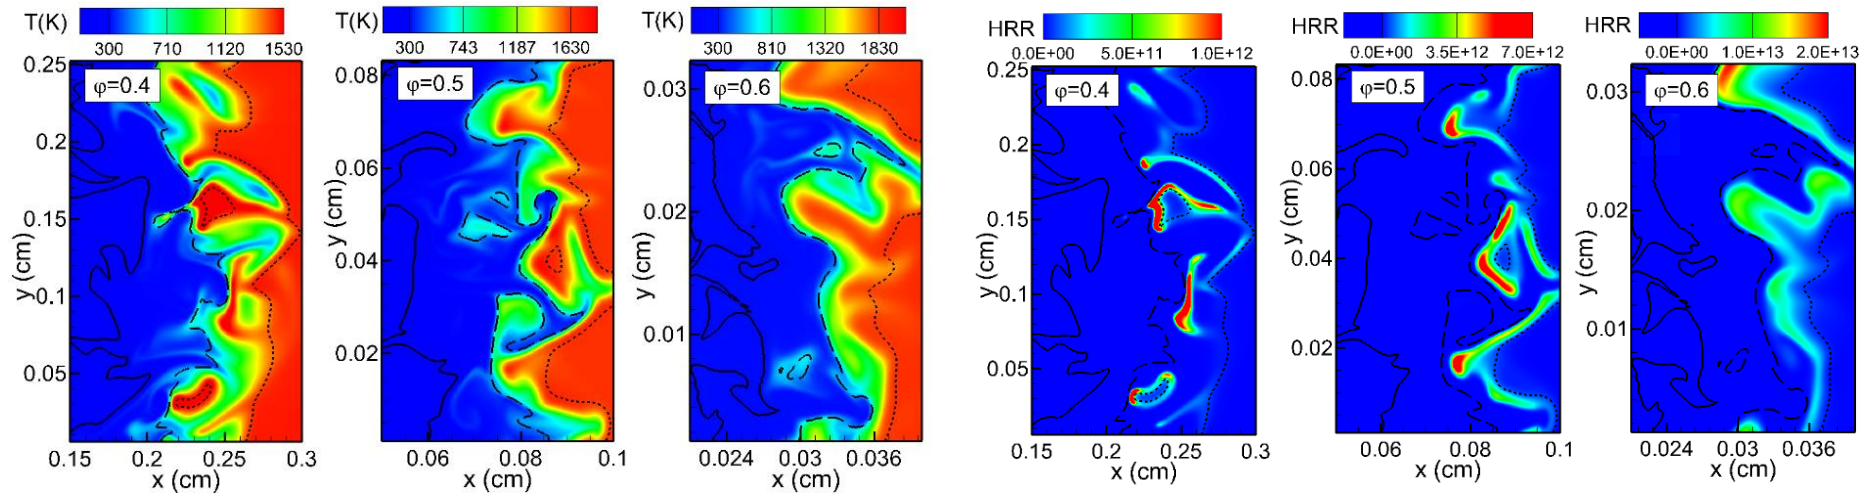 T(K)
300 710 1120 1530
φ=0.4
0.25
0.2
0.15
0.1
0.05
y (cm)
0.15 0.2 0.25 0.3
x (cm)
T(K)
300 743 1187 1630
φ=0.5
0.08
0.06
0.04
0.02
y (cm)
0.06 0.08 0.1
x (cm)
T(K)
300 810 1320 1830
φ=0.6
0.03
0.02
0.01
y (cm)
0.024 0.03 0.036
x (cm)
HRR
0.0E+00 5.0E+11 1.0E+12
φ=0.4
0.25
0.2
0.15
0.1
0.05
y (cm)
0.15 0.2 0.25 0.3
x (cm)
HRR
0.0E+00 3.5E+12 7.0E+12
φ=0.5
0.08
0.06
0.04
0.02
y (cm)
0.06 0.08 0.1
x (cm)
HRR
0.0E+00 1.0E+13 2.0E+13
φ=0.6
0.03
0.02
0.01
y (cm)
0.024 0.03 0.036
x (cm)